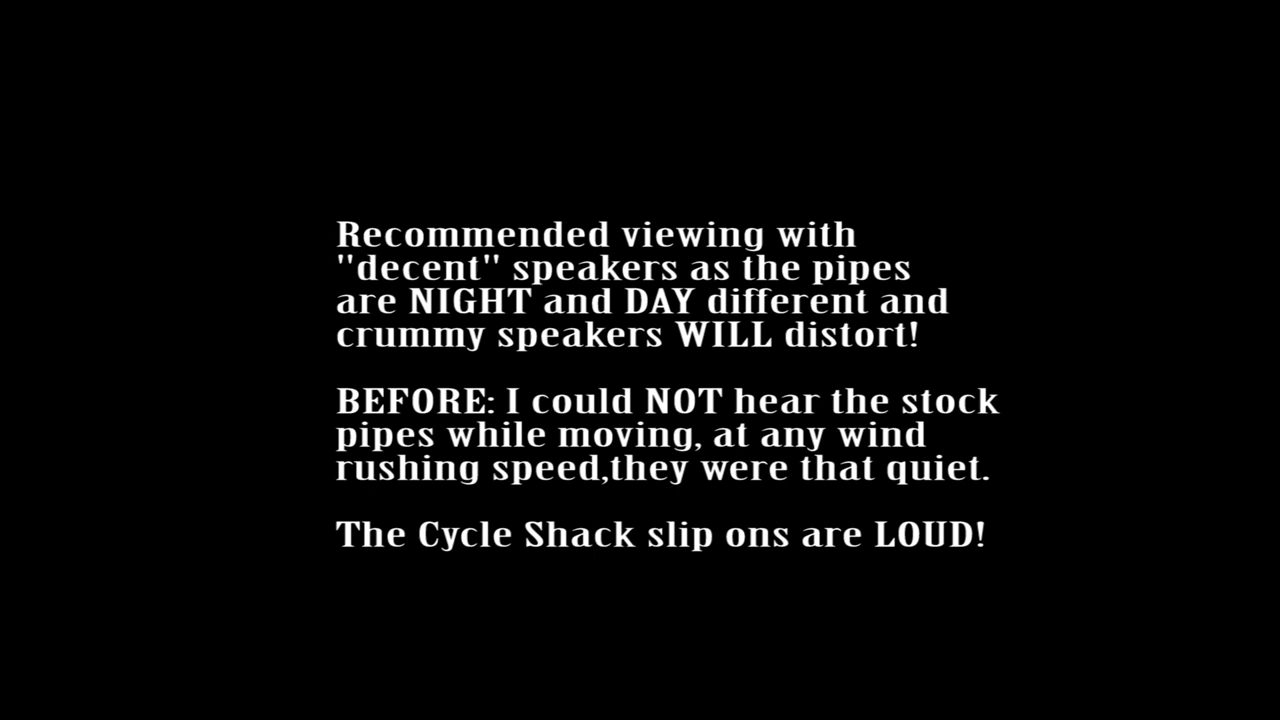 Recommended viewing with
"decent" speakers as the pipes
are NIGHT and DAY different and
crummy speakers WILL distort!
BEFORE: I could NOT hear the stock
pipes while moving, at any wind
rushing speed,they were that quiet.
The Cycle Shack slip ons are LOUD!